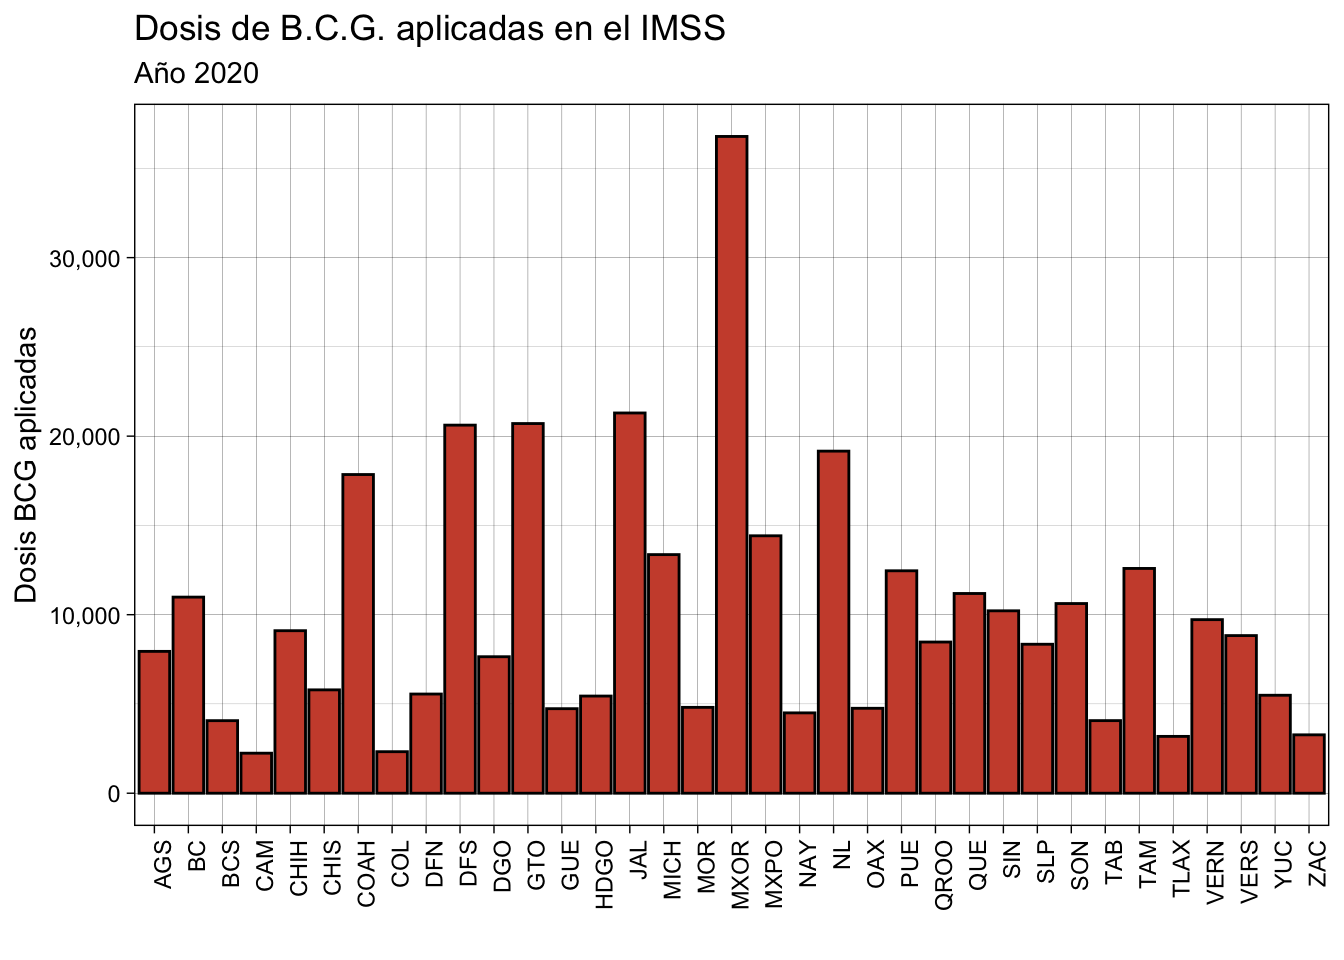 Dosis de B.C.G. aplicadas en el IMSS
Año 2020
Dosis BCG aplicadas
30,000
20,000
10,000
0
AGS BC BCS CAM CHIH CHIS COAH COL DFN DFS DGO GTO GUE HDGO JAL MICH MOR MXOR MXPO NAY NL OAX PUE QROO QUE SIN SLP SON TAB TAM TLAX VERN VERS YUC ZAC